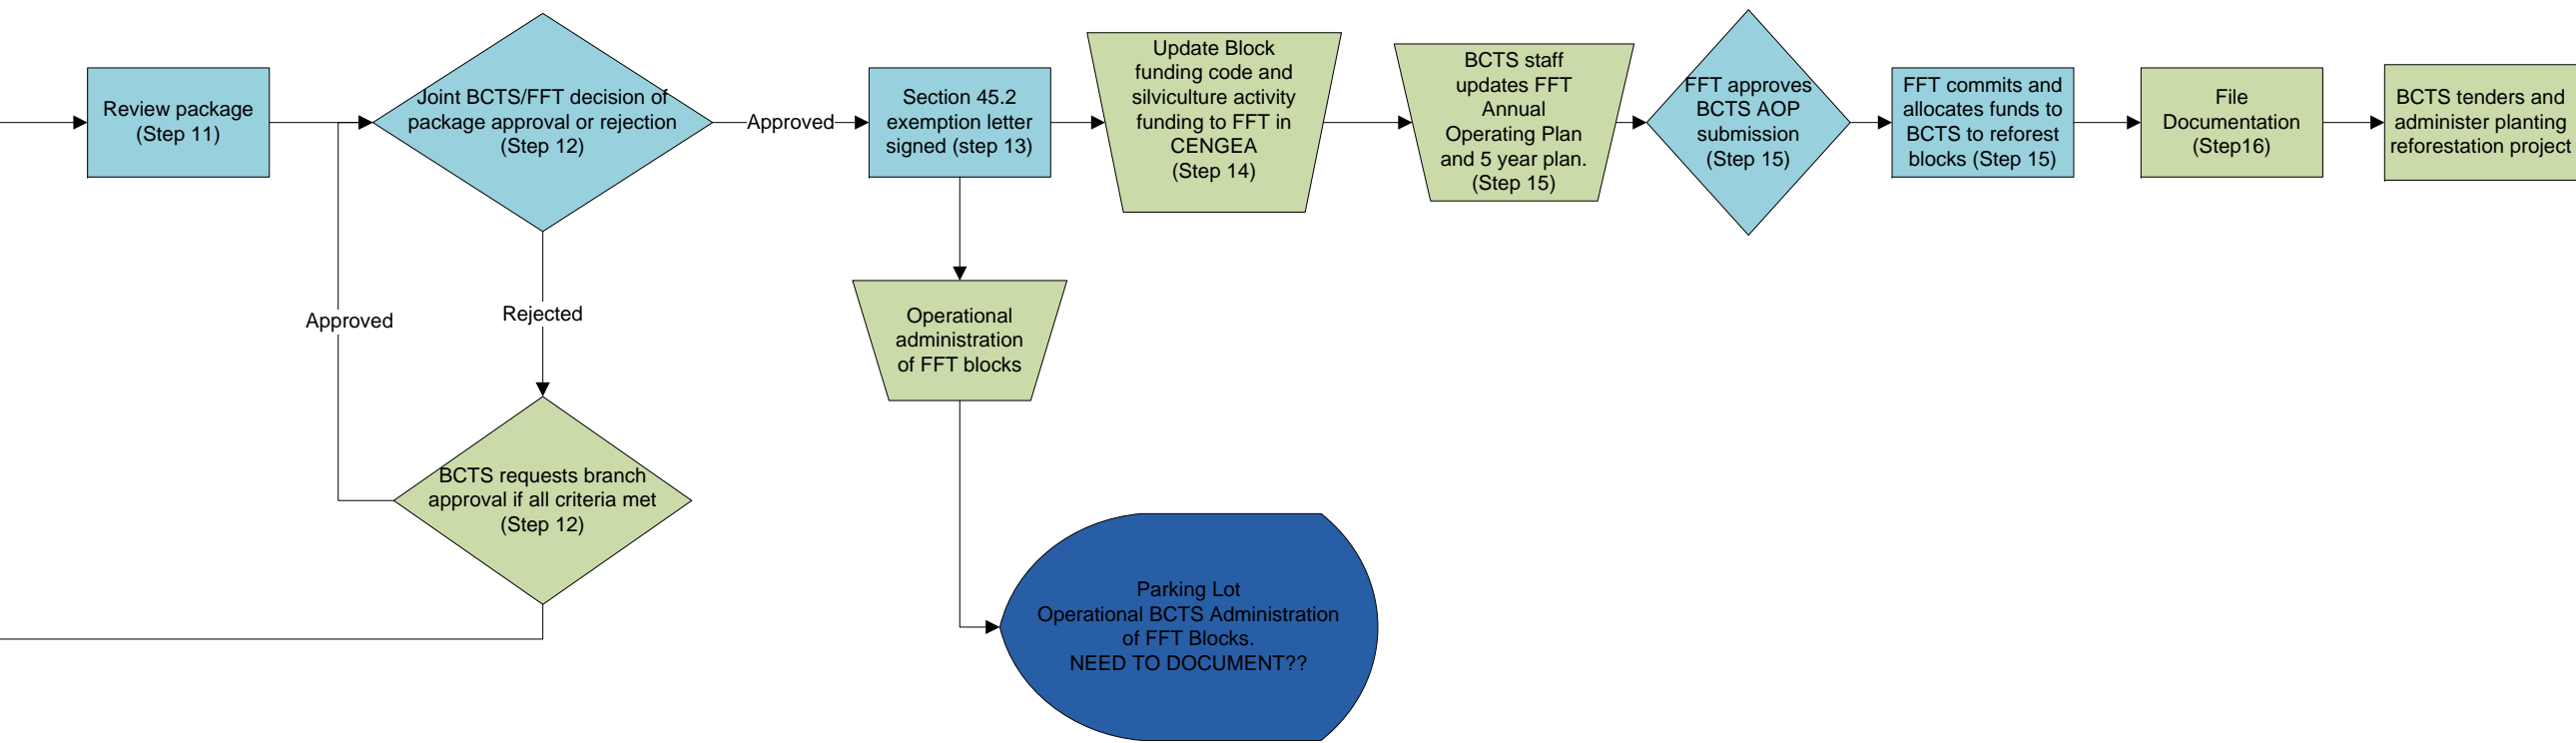 Review package
(Step 11)
Joint BCTS/FFT decision of
package approval or rejection
(Step 12)
Approved
Section 45.2
exemption letter
signed (step 13)
Update Block
funding code and
silviculture activity
funding to FFT in
CENGEA
(Step 14)
BCTS staff
updates FFT
Annual
Operating Plan
and 5 year plan.
(Step 15)
FFT approves
BCTS AOP
submission
(Step 15)
FFT commits and
allocates funds to
BCTS to reforest
blocks (Step 15)
File
Documentation
(Step16)
BCTS tenders and
administer planting
reforestation project
Approved
Rejected
Operational
administration
of FFT blocks
BCTS requests branch
approval if all criteria met
(Step 12)
Parking Lot
Operational BCTS Administration
of FFT Blocks.
NEED TO DOCUMENT??